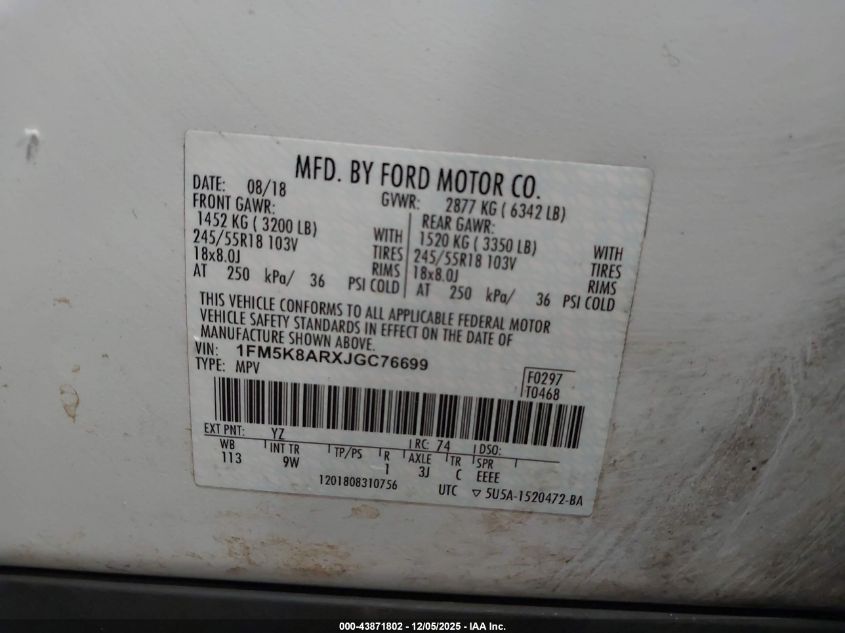 MFD. BY FORD MOTOR CO.
DATE: 08/18 GVWR: 2877 KG ( 6342 LB)
FRONT GAWR: REAR GAWR:
1452 KG ( 3200 LB) WITH 1520 KG ( 3350 LB) WITH
245/55R18 103V TIRES 245/55R18 103V TIRES
18x8.0J RIMS 18x8.0J RIMS
AT 250 kPa/ 36 PSI COLD AT 250 kPa/ 36 PSI COLD
THIS VEHICLE CONFORMS TO ALL APPLICABLE FEDERAL MOTOR
VEHICLE SAFETY STANDARDS IN EFFECT ON THE DATE OF
MANUFACTURE SHOWN ABOVE.
VIN: 1FM5K8ARXJGC76699
TYPE: MPV F0297
T0468
EXT PNT: YZ RC: 74 DSO:
WB INT TR TP/PS R AXLE TR SPR
113 9W 1 3J C EEEE
1201808310756 UTC ▽ 5U5A-1520472-BA
000-43871802 - 12/05/2025 - IAA Inc.